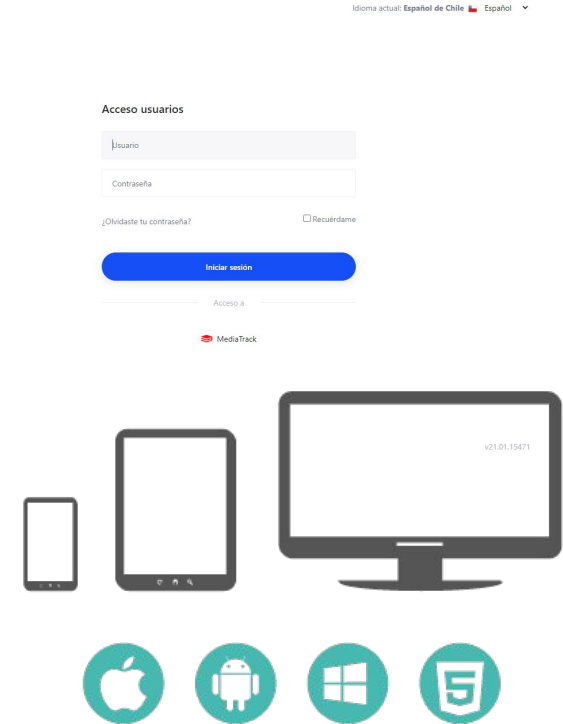 Idioma actual: Español de Chile Español
Acceso usuarios
Usuario
Contraseña
¿Olvidaste tu contraseña? Recuérdame
Iniciar sesión
Acceso a
MediaTrack
v21.01.15471